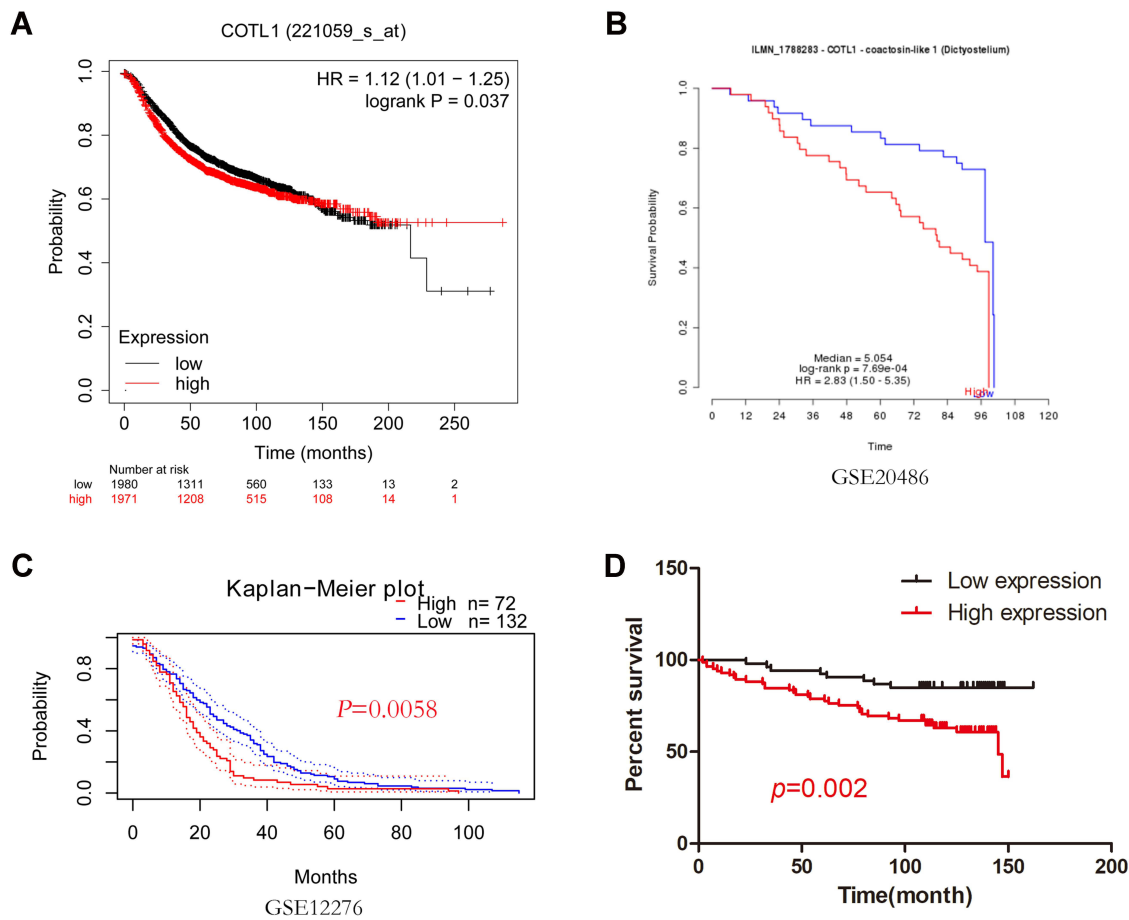 A
COTL1 (221059_s_at)
HR = 1.12 (1.01 − 1.25)
logrank P = 0.037
Probability
1.0
0.8
0.6
0.4
0.2
0.0
Expression
low
high
0 50 100 150 200 250
Time (months)
Number at risk
low 1980 1311 560 133 13 2
high 1971 1208 515 108 14 1
B
ILMN_1788283 - COTL1 - coactosin-like 1 (Dictyostelium)
Survival Probability
1.0
0.8
0.6
0.4
0.2
0.0
Median = 5.054
log-rank p = 7.69e-04
HR = 2.83 (1.50 - 5.35)
High
Low
0 12 24 36 48 60 72 84 96 108 120
Time
GSE20486
C
Kaplan−Meier plot
High n= 72
Low n= 132
Probability
0.8
0.4
0.0
P=0.0058
0 20 40 60 80 100
Months
GSE12276
D
Low expression
High expression
Percent survival
150
100
50
0
p=0.002
0 50 100 150 200
Time(month)